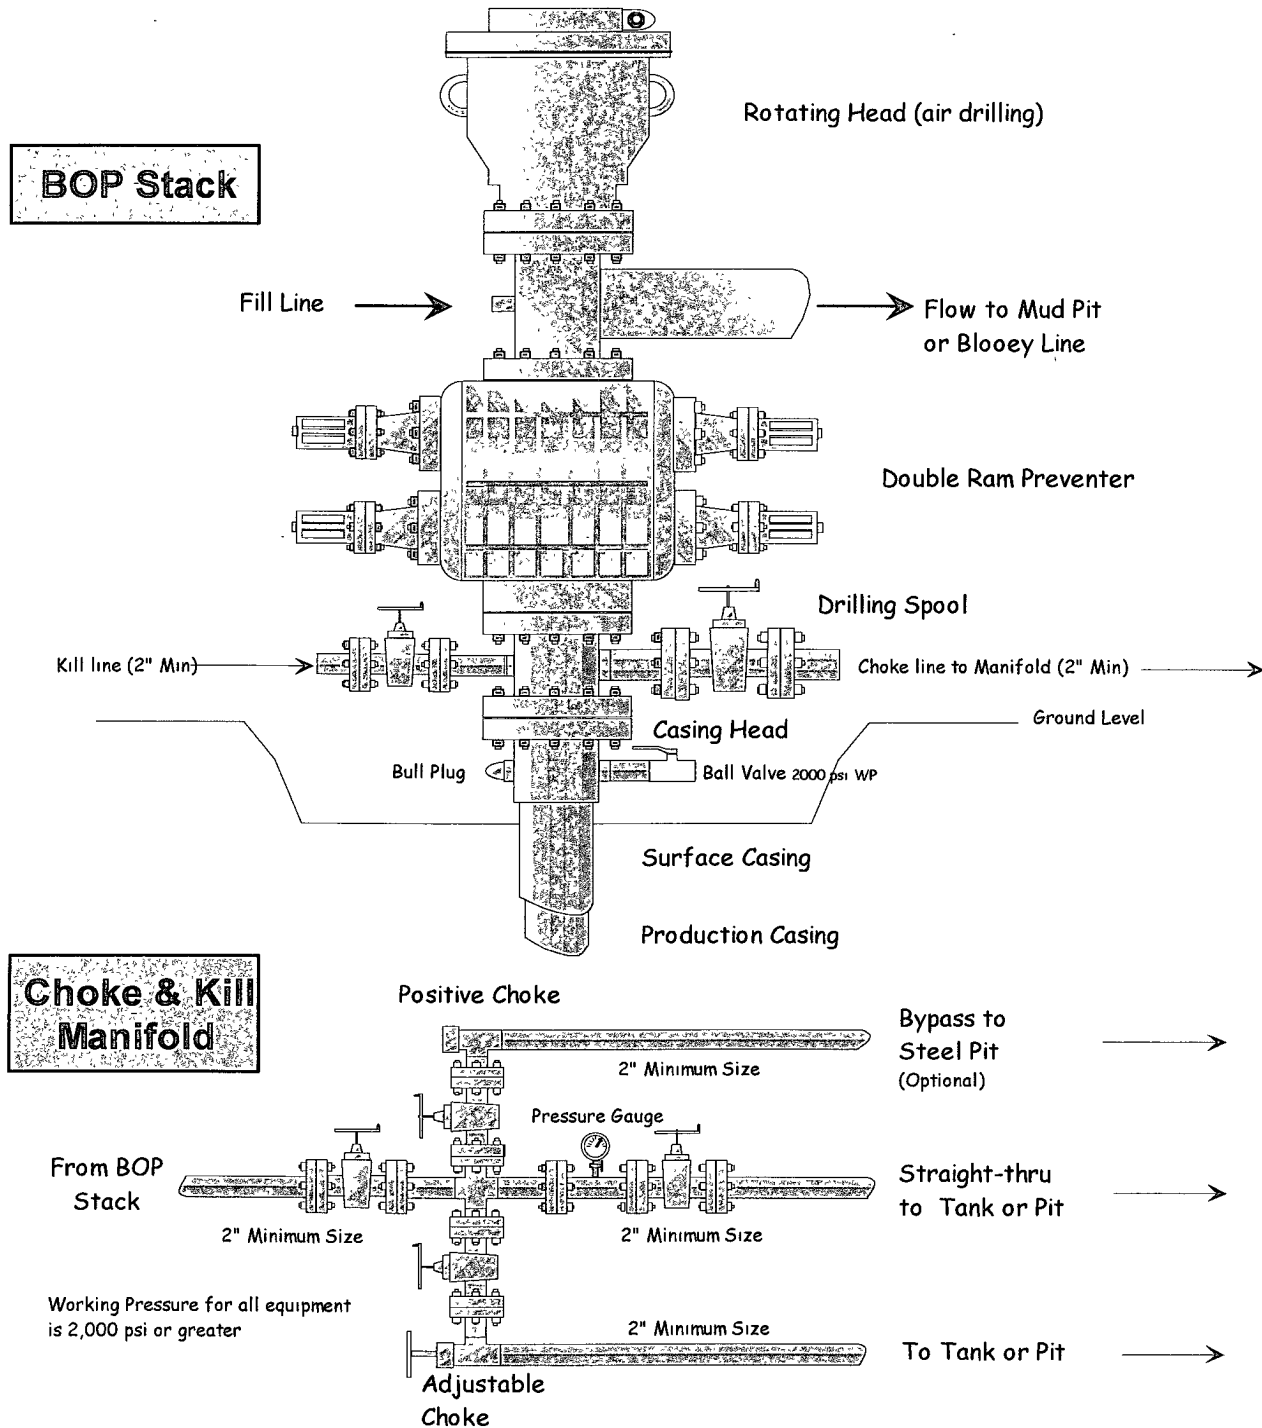 Rotating Head (air drilling)
BOP Stack
Fill Line
Flow to Mud Pit
or Blooey Line
Double Ram Preventer
Drilling Spool
Kill line (2" Min)
Choke line to Manifold (2" Min)
Casing Head
Ground Level
Bull Plug
Ball Valve 2000 psi WP
Surface Casing
Production Casing
Choke & Kill
Manifold
Positive Choke
Bypass to
Steel Pit
(Optional)
2" Minimum Size
Pressure Gauge
From BOP
Stack
Straight-thru
to Tank or Pit
2" Minimum Size
2" Minimum Size
Working Pressure for all equipment
is 2,000 psi or greater
2" Minimum Size
To Tank or Pit
Adjustable
Choke